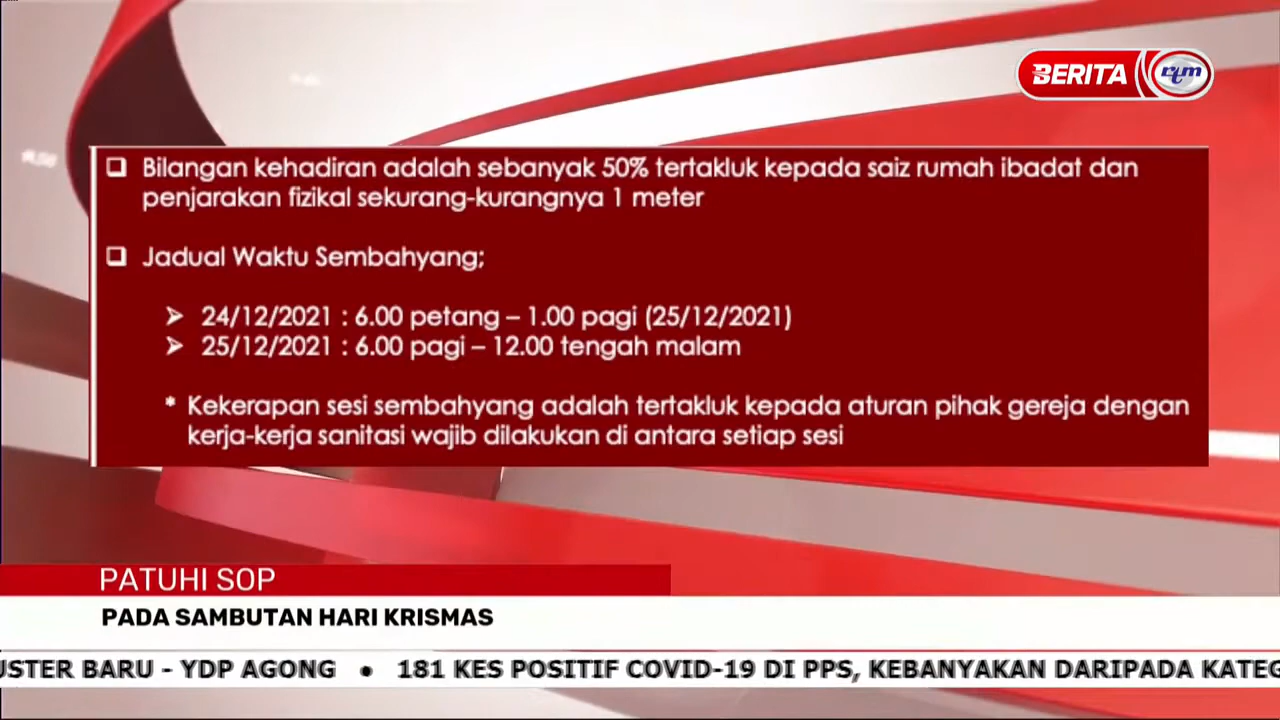 BERITA rtm
❑ Bilangan kehadiran adalah sebanyak 50% tertakluk kepada saiz rumah ibadat dan
penjarakan fizikal sekurang-kurangnya 1 meter
❑ Jadual Waktu Sembahyang;
➢ 24/12/2021 : 6.00 petang – 1.00 pagi (25/12/2021)
➢ 25/12/2021 : 6.00 pagi – 12.00 tengah malam
* Kekerapan sesi sembahyang adalah tertakluk kepada aturan pihak gereja dengan
kerja-kerja sanitasi wajib dilakukan di antara setiap sesi
PATUHI SOP
PADA SAMBUTAN HARI KRISMAS
USTER BARU - YDP AGONG • 181 KES POSITIF COVID-19 DI PPS, KEBANYAKAN DARIPADA KATEG